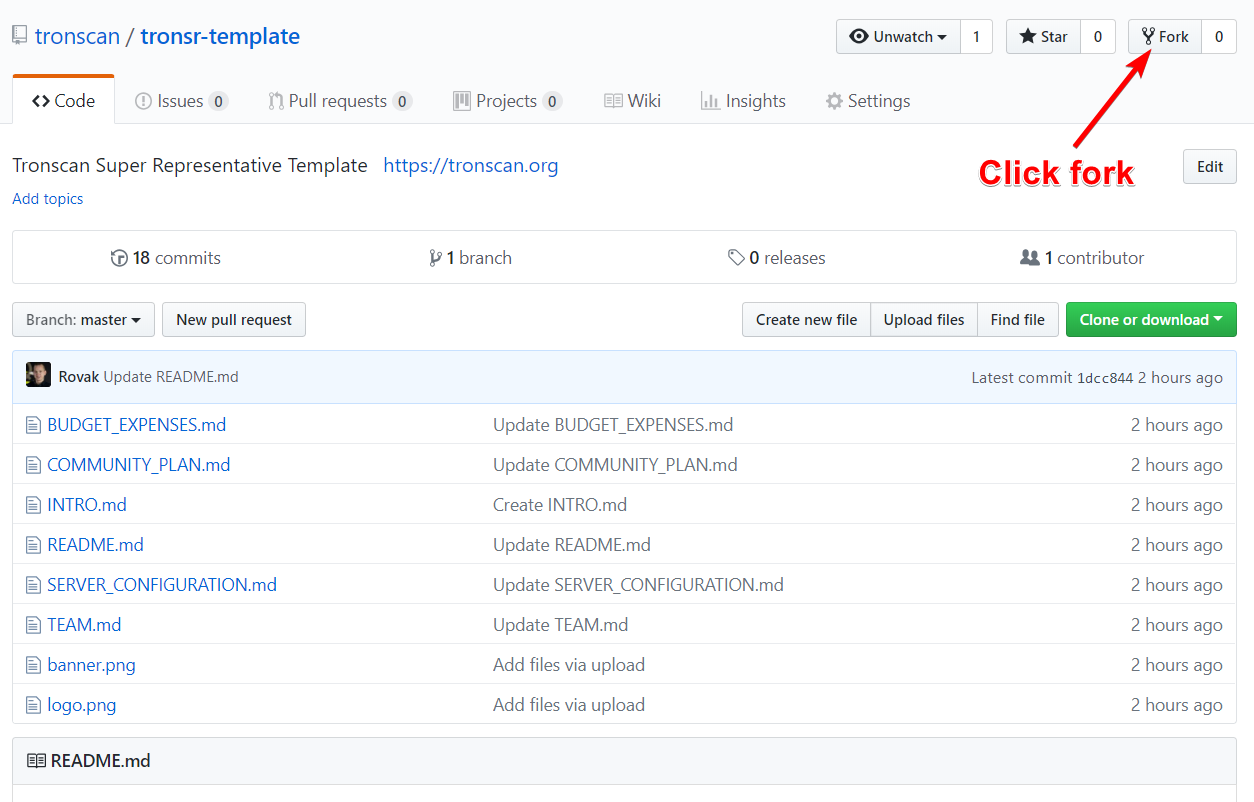 tronscan / tronsr-template
Unwatch 1 Star 0 Fork 0
Code Issues 0 Pull requests 0 Projects 0 Wiki Insights Settings
Tronscan Super Representative Template https://tronscan.org
Click fork
Edit
Add topics
18 commits 1 branch 0 releases 1 contributor
Branch: master New pull request Create new file Upload files Find file Clone or download
Rovak Update README.md Latest commit 1dcc844 2 hours ago
BUDGET_EXPENSES.md Update BUDGET_EXPENSES.md 2 hours ago
COMMUNITY_PLAN.md Update COMMUNITY_PLAN.md 2 hours ago
INTRO.md Create INTRO.md 2 hours ago
README.md Update README.md 2 hours ago
SERVER_CONFIGURATION.md Update SERVER_CONFIGURATION.md 2 hours ago
TEAM.md Update TEAM.md 2 hours ago
banner.png Add files via upload 2 hours ago
logo.png Add files via upload 2 hours ago
README.md